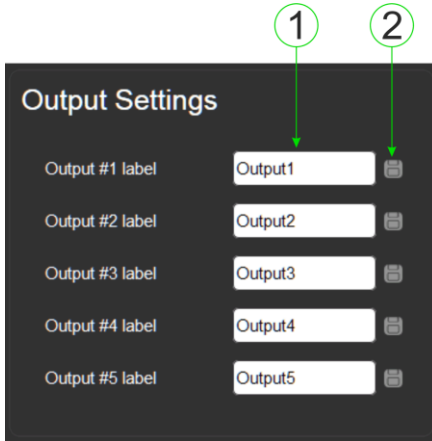 1 2
Output Settings
Output #1 label Output1
Output #2 label Output2
Output #3 label Output3
Output #4 label Output4
Output #5 label Output5